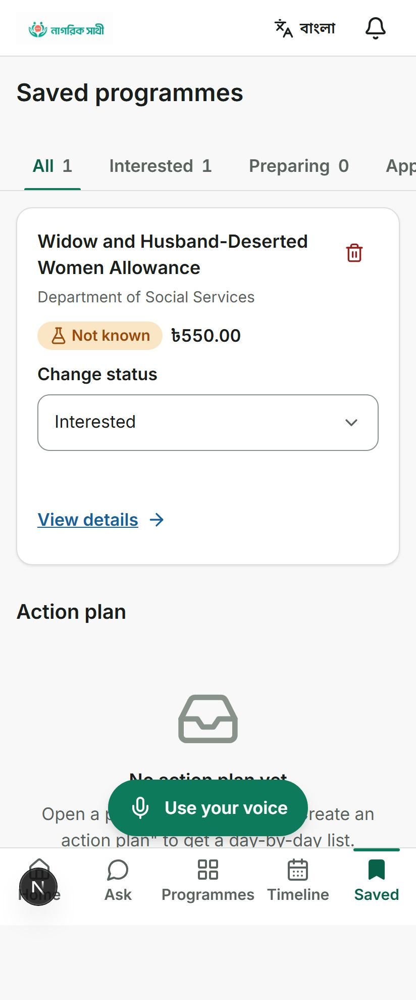 নাগরিক সাথী
বাংলা
Saved programmes
All 1 Interested 1 Preparing 0 App
Widow and Husband-Deserted
Women Allowance
Department of Social Services
Not known ৳550.00
Change status
Interested
View details
Action plan
No action plan yet
Open a create an
action plan" to get a day-by-day list.
Use your voice
N
Home Ask Programmes Timeline Saved